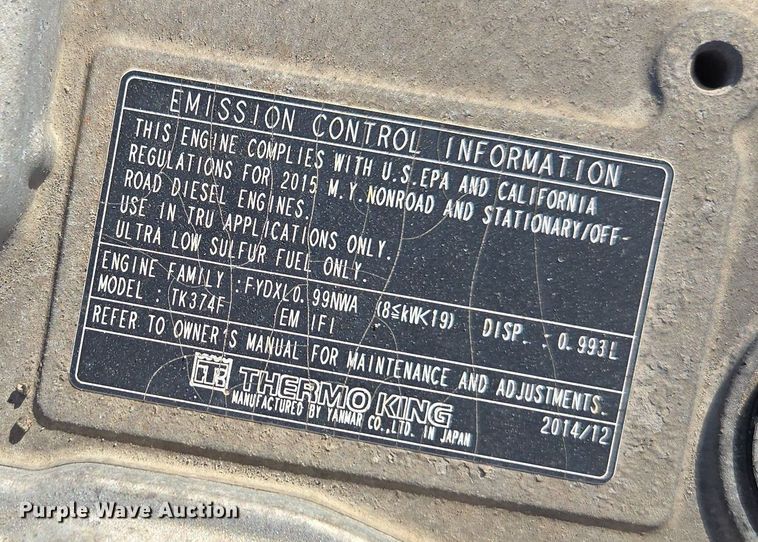 EMISSION CONTROL INFORMATION
THIS ENGINE COMPLIES WITH U.S.EPA AND CALIFORNIA
REGULATIONS FOR 2015 M.Y.NONROAD AND STATIONARY/OFF-
ROAD DIESEL ENGINES.
USE IN TRU APPLICATIONS ONLY.
ULTRA LOW SULFUR FUEL ONLY.
ENGINE FAMILY :FYDXL0.99NWA (8≦kW<19) DISP. : 0.993L
MODEL : TK374F EM IFI
REFER TO OWNER'S MANUAL FOR MAINTENANCE AND ADJUSTMENTS.
TK THERMO KING 2014/12
MANUFACTURED BY YANMAR CO.,LTD. IN JAPAN
Purple Wave Auction